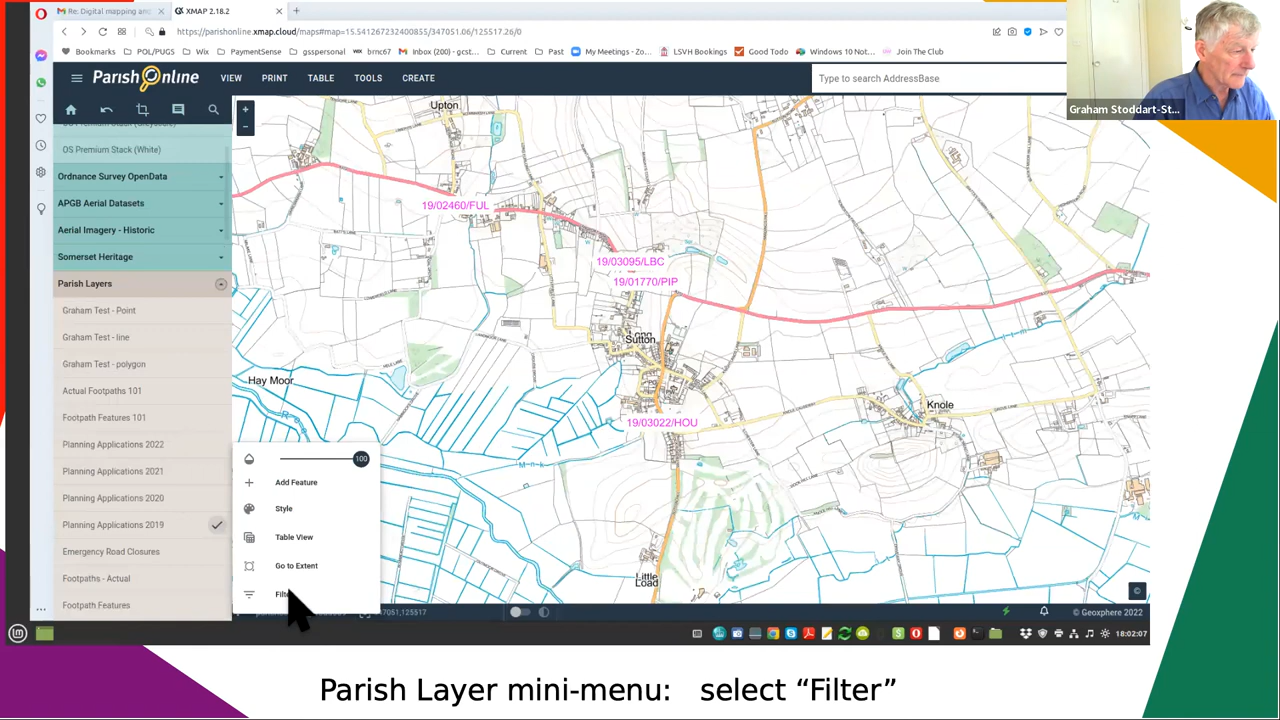 Re: Digital mapping and
XMAP 2.18.2
https://parishonline.xmap.cloud/maps#map=15.541267232400855/347051.06/125517.26/0
Bookmarks
POL/PUGS
Wix
PaymentSense
gsspersonal
brnc67
Inbox (200) - gcst...
Current
Past
My Meetings - Zo...
LSVH Bookings
Good Todo
Windows 10 Not...
Join The Club
Graham Stoddart-St...
ParishOnline
VIEW
PRINT
TABLE
TOOLS
CREATE
Type to search AddressBase
OS Premium Stack (White)
Ordnance Survey OpenData
APGB Aerial Datasets
Aerial Imagery - Historic
Somerset Heritage
Parish Layers
Graham Test - Point
Graham Test - line
Graham Test - polygon
Actual Footpaths 101
Footpath Features 101
Planning Applications 2022
Planning Applications 2021
Planning Applications 2020
Planning Applications 2019
Emergency Road Closures
Footpaths - Actual
Footpath Features
100
Add Feature
Style
Table View
Go to Extent
Upton
19/02460/FUL
19/03095/LBC
19/01770/PIP
Long
Sutton
Hay Moor
Knole
19/03022/HOU
Little
Load
© Geoxphere 2022
18:02:07
Parish Layer mini-menu: select “Filter”